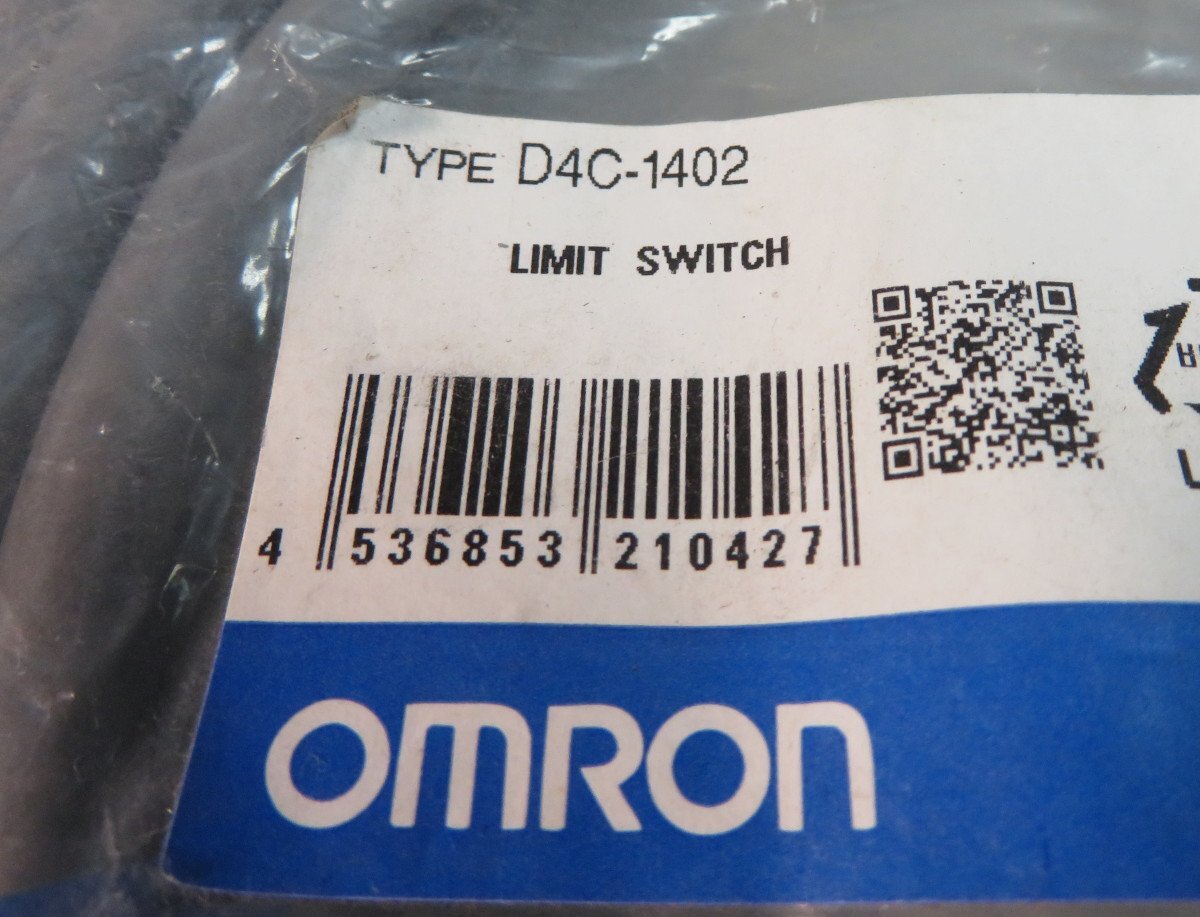 TYPE D4C-1402
LIMIT SWITCH
4 536853 210427
OMRON